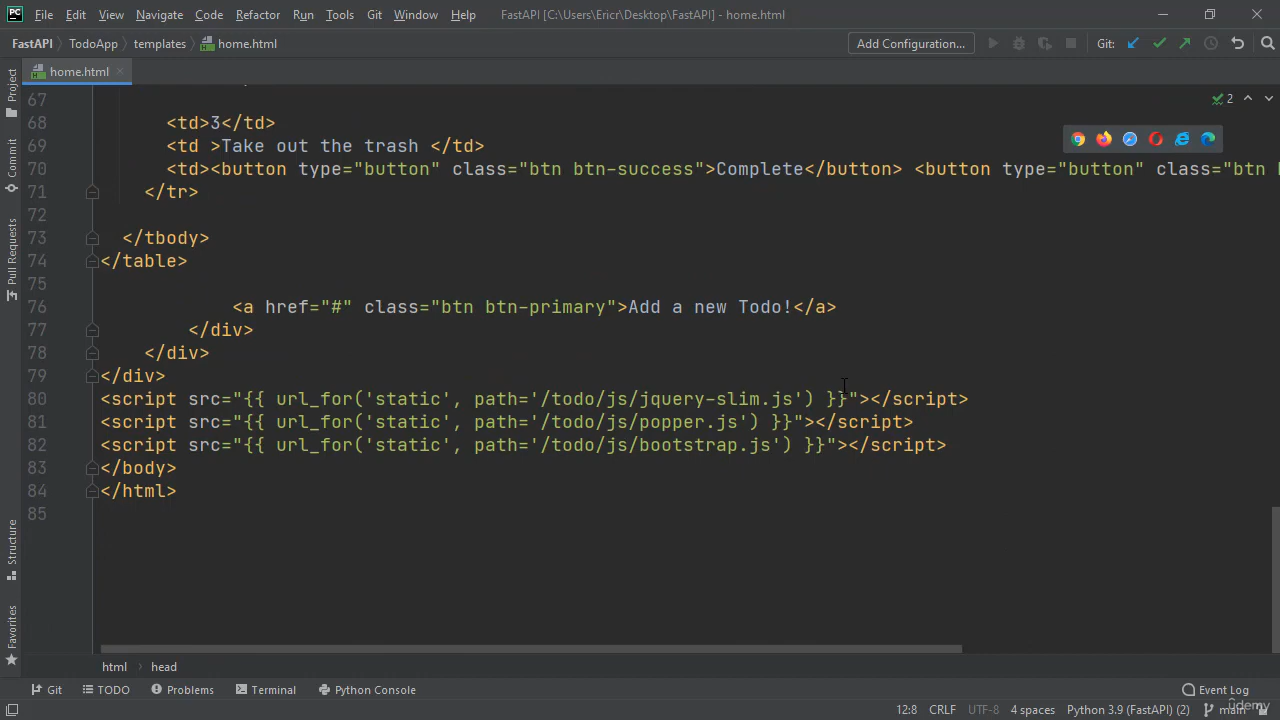 PC File Edit View Navigate Code Refactor Run Tools Git Window Help FastAPI [C:\Users\Ericr\Desktop\FastAPI] - home.html
FastAPI TodoApp templates home.html Add Configuration... Git:
home.html
Project
Commit
Pull Requests
Structure
Favorites
2
67
68 <td>3</td>
69 <td >Take out the trash </td>
70 <td><button type="button" class="btn btn-success">Complete</button> <button type="button" class="btn
71 </tr>
72
73 </tbody>
74 </table>
75
76 <a href="#" class="btn btn-primary">Add a new Todo!</a>
77 </div>
78 </div>
79 </div>
80 <script src="{{ url_for('static', path='/todo/js/jquery-slim.js') }}"></script>
81 <script src="{{ url_for('static', path='/todo/js/popper.js') }}"></script>
82 <script src="{{ url_for('static', path='/todo/js/bootstrap.js') }}"></script>
83 </body>
84 </html>
85
html head
Git TODO Problems Terminal Python Console Event Log
12:8 CRLF UTF-8 4 spaces Python 3.9 (FastAPI) (2) main
udemy